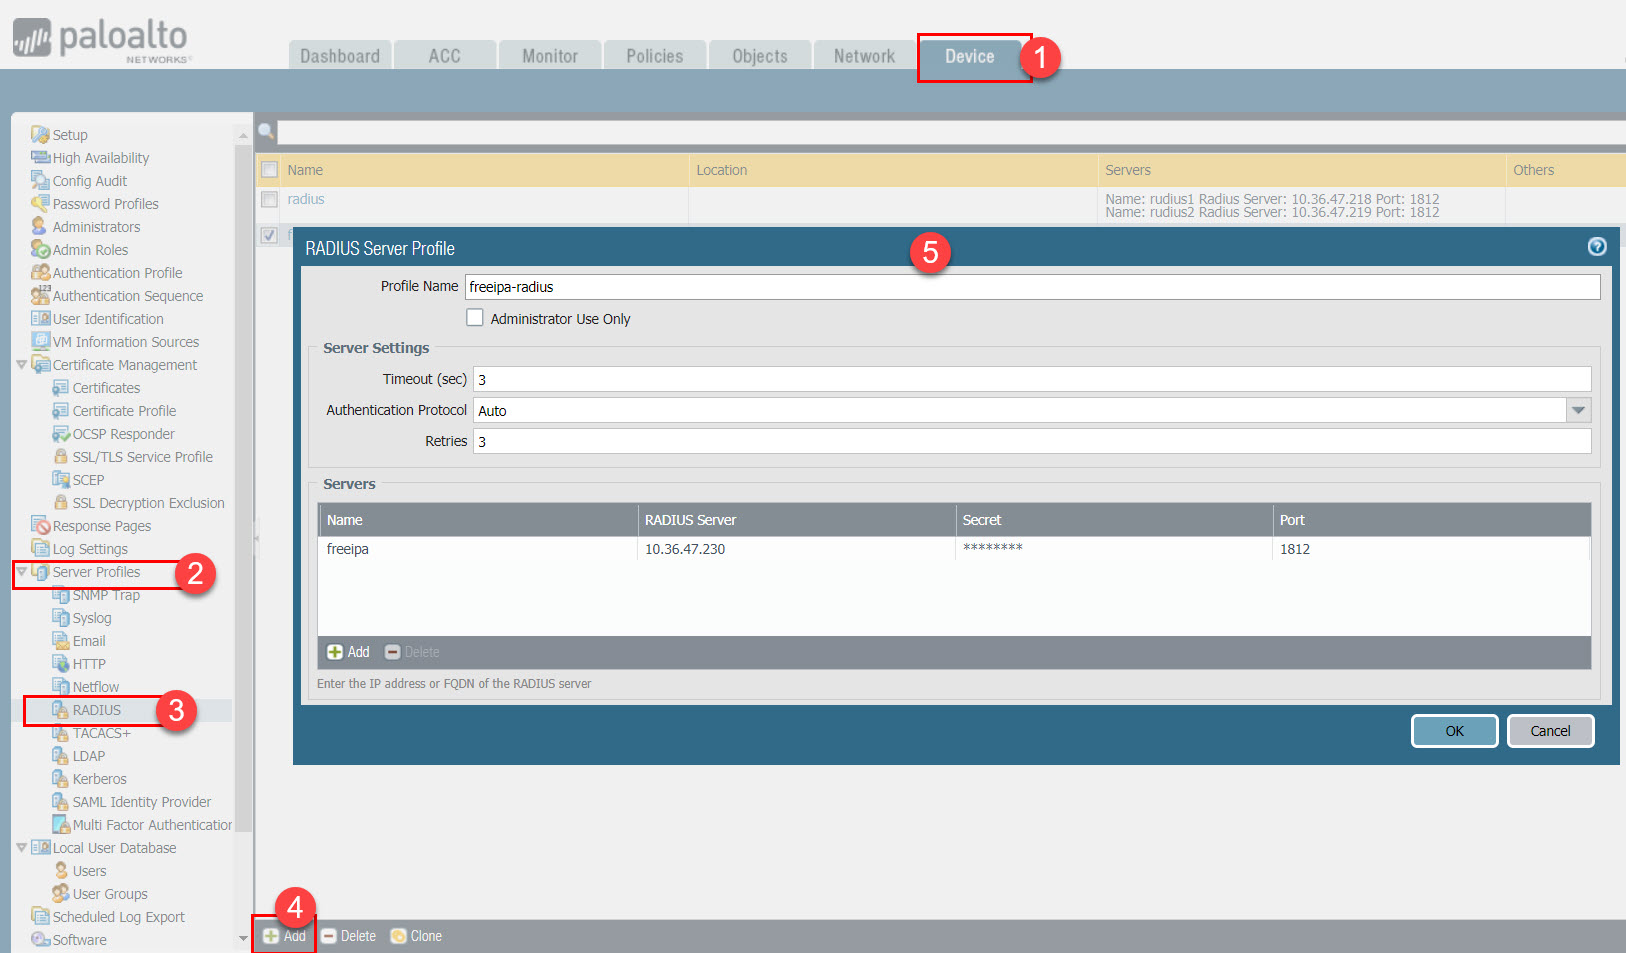 paloalto
NETWORKS
Dashboard ACC Monitor Policies Objects Network Device 1
Setup
High Availability
Config Audit
Password Profiles
Administrators
Admin Roles
Authentication Profile
Authentication Sequence
User Identification
VM Information Sources
Certificate Management
Certificates
Certificate Profile
OCSP Responder
SSL/TLS Service Profile
SCEP
SSL Decryption Exclusion
Response Pages
Log Settings
Server Profiles 2
SNMP Trap
Syslog
Email
HTTP
Netflow
RADIUS 3
TACACS+
LDAP
Kerberos
SAML Identity Provider
Multi Factor Authentication
Local User Database
Users
User Groups
Scheduled Log Export
Software
Name Location Servers Others
radius
Name: rudius1 Radius Server: 10.36.47.218 Port: 1812
Name: rudius2 Radius Server: 10.36.47.219 Port: 1812
RADIUS Server Profile 5
Profile Name freeipa-radius
Administrator Use Only
Server Settings
Timeout (sec) 3
Authentication Protocol Auto
Retries 3
Servers
Name RADIUS Server Secret Port
freeipa 10.36.47.230 ******** 1812
Add Delete
Enter the IP address or FQDN of the RADIUS server
OK Cancel
4
Add Delete Clone